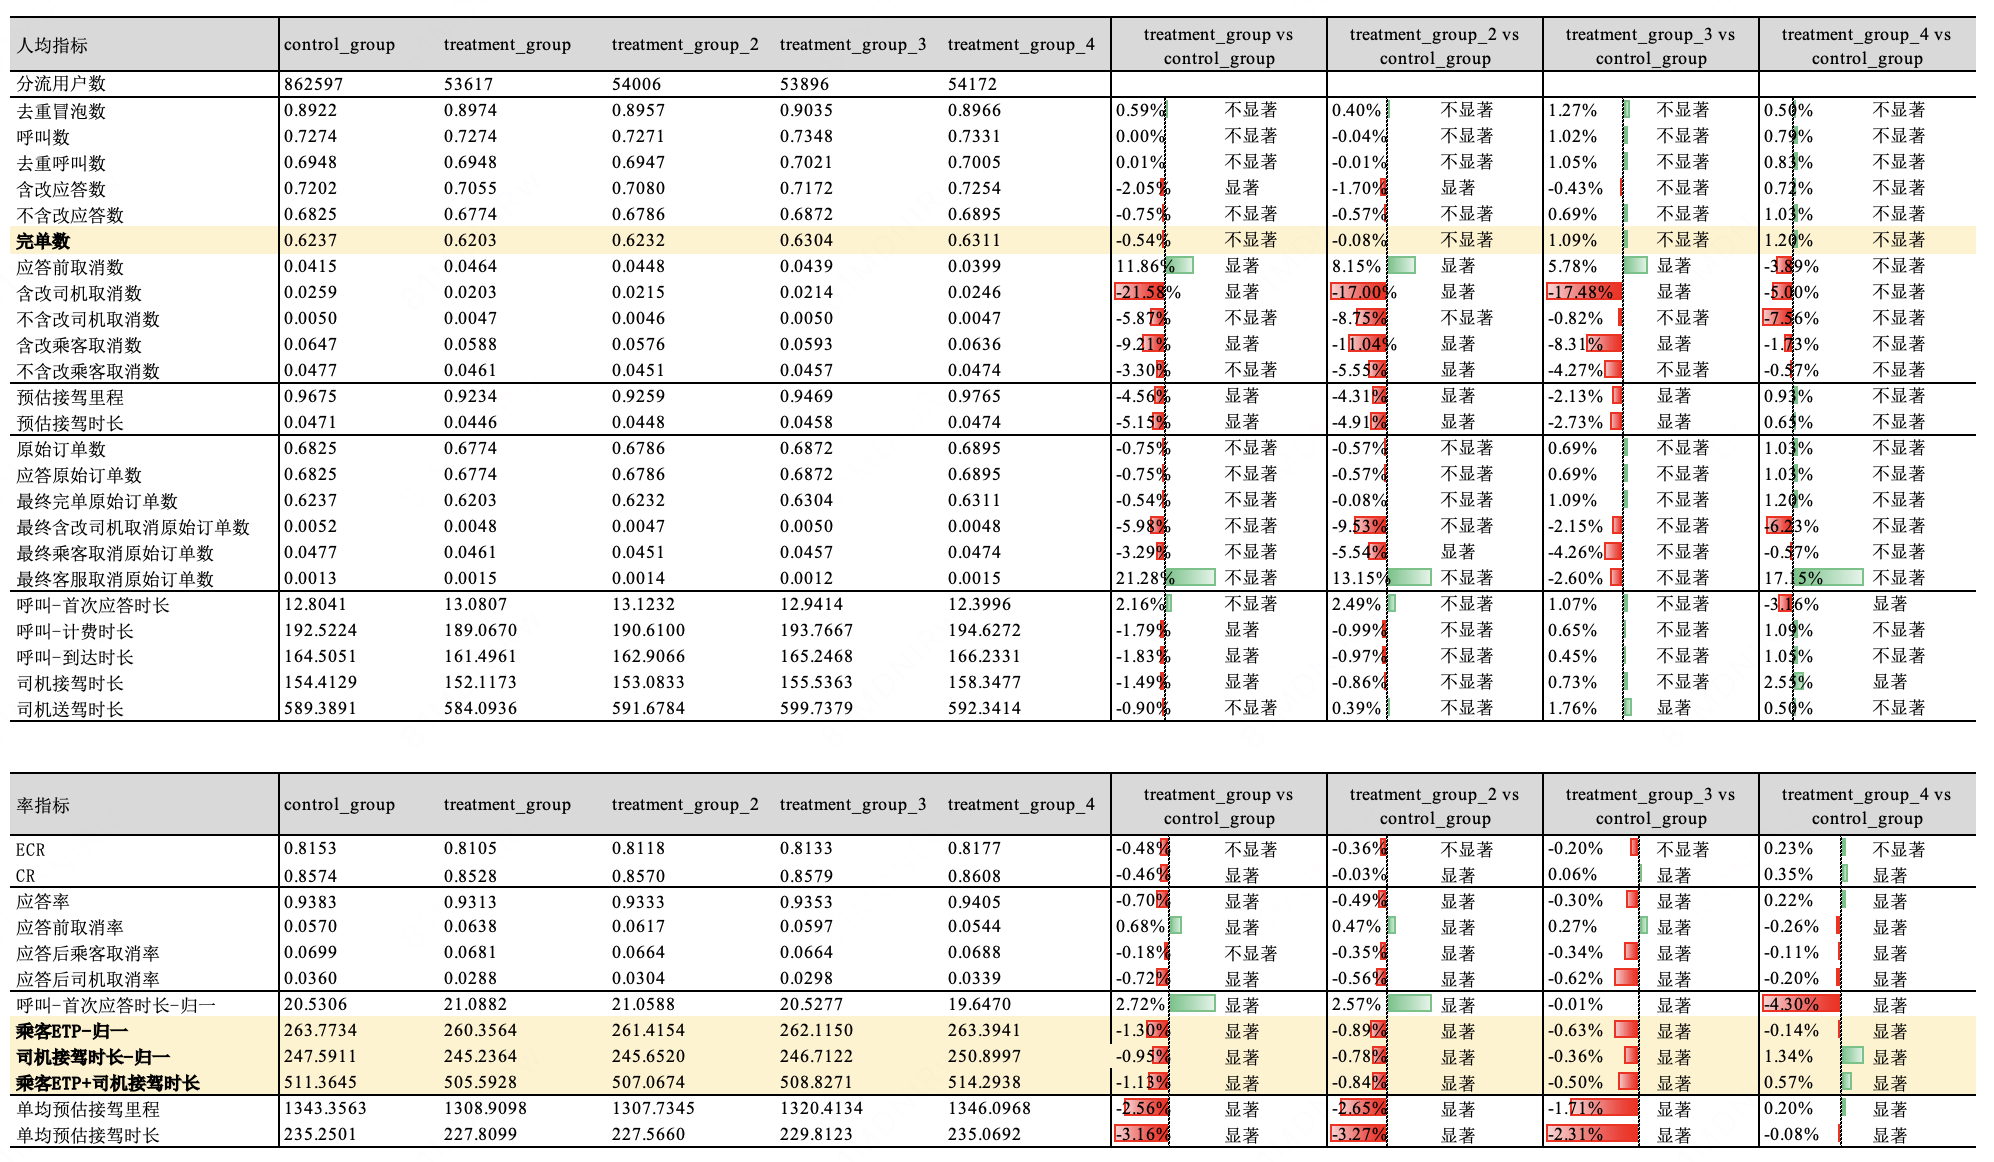 人均指标 control_group treatment_group treatment_group_2 treatment_group_3 treatment_group_4 treatment_group vs control_group treatment_group_2 vs control_group treatment_group_3 vs control_group treatment_group_4 vs control_group
分流用户数 862597 53617 54006 53896 54172
去重冒泡数 0.8922 0.8974 0.8957 0.9035 0.8966 0.59% 不显著 0.40% 不显著 1.27% 不显著 0.50% 不显著
呼叫数 0.7274 0.7274 0.7271 0.7348 0.7331 0.00% 不显著 -0.04% 不显著 1.02% 不显著 0.79% 不显著
去重呼叫数 0.6948 0.6948 0.6947 0.7021 0.7005 0.01% 不显著 -0.01% 不显著 1.05% 不显著 0.83% 不显著
含改应答数 0.7202 0.7055 0.7080 0.7172 0.7254 -2.05% 显著 -1.70% 显著 -0.43% 不显著 0.72% 不显著
不含改应答数 0.6825 0.6774 0.6786 0.6872 0.6895 -0.75% 不显著 -0.57% 不显著 0.69% 不显著 1.03% 不显著
完单数 0.6237 0.6203 0.6232 0.6304 0.6311 -0.54% 不显著 -0.08% 不显著 1.09% 不显著 1.20% 不显著
应答前取消数 0.0415 0.0464 0.0448 0.0439 0.0399 11.86% 显著 8.15% 显著 5.78% 显著 -3.89% 不显著
含改司机取消数 0.0259 0.0203 0.0215 0.0214 0.0246 -21.58% 显著 -17.00% 显著 -17.48% 显著 -5.00% 不显著
不含改司机取消数 0.0050 0.0047 0.0046 0.0050 0.0047 -5.87% 不显著 -8.75% 不显著 -0.82% 不显著 -7.56% 不显著
含改乘客取消数 0.0647 0.0588 0.0576 0.0593 0.0636 -9.21% 显著 -11.04% 显著 -8.31% 显著 -1.73% 不显著
不含改乘客取消数 0.0477 0.0461 0.0451 0.0457 0.0474 -3.30% 不显著 -5.55% 显著 -4.27% 不显著 -0.57% 不显著
预估接驾里程 0.9675 0.9234 0.9259 0.9469 0.9765 -4.56% 显著 -4.31% 显著 -2.13% 显著 0.93% 不显著
预估接驾时长 0.0471 0.0446 0.0448 0.0458 0.0474 -5.15% 显著 -4.91% 显著 -2.73% 显著 0.65% 不显著
原始订单数 0.6825 0.6774 0.6786 0.6872 0.6895 -0.75% 不显著 -0.57% 不显著 0.69% 不显著 1.03% 不显著
应答原始订单数 0.6825 0.6774 0.6786 0.6872 0.6895 -0.75% 不显著 -0.57% 不显著 0.69% 不显著 1.03% 不显著
最终完单原始订单数 0.6237 0.6203 0.6232 0.6304 0.6311 -0.54% 不显著 -0.08% 不显著 1.09% 不显著 1.20% 不显著
最终含改司机取消原始订单数 0.0052 0.0048 0.0047 0.0050 0.0048 -5.98% 不显著 -9.53% 不显著 -2.15% 不显著 -6.23% 不显著
最终乘客取消原始订单数 0.0477 0.0461 0.0451 0.0457 0.0474 -3.29% 不显著 -5.54% 显著 -4.26% 不显著 -0.57% 不显著
最终客服取消原始订单数 0.0013 0.0015 0.0014 0.0012 0.0015 21.28% 不显著 13.15% 不显著 -2.60% 不显著 17.15% 不显著
呼叫-首次应答时长 12.8041 13.0807 13.1232 12.9414 12.3996 2.16% 不显著 2.49% 不显著 1.07% 不显著 -3.16% 显著
呼叫-计费时长 192.5224 189.0670 190.6100 193.7667 194.6272 -1.79% 显著 -0.99% 不显著 0.65% 不显著 1.09% 不显著
呼叫-到达时长 164.5051 161.4961 162.9066 165.2468 166.2331 -1.83% 显著 -0.97% 不显著 0.45% 不显著 1.05% 不显著
司机接驾时长 154.4129 152.1173 153.0833 155.5363 158.3477 -1.49% 显著 -0.86% 不显著 0.73% 不显著 2.55% 显著
司机送驾时长 589.3891 584.0936 591.6784 599.7379 592.3414 -0.90% 不显著 0.39% 不显著 1.76% 显著 0.50% 不显著
率指标 control_group treatment_group treatment_group_2 treatment_group_3 treatment_group_4 treatment_group vs control_group treatment_group_2 vs control_group treatment_group_3 vs control_group treatment_group_4 vs control_group
ECR 0.8153 0.8105 0.8118 0.8133 0.8177 -0.48% 不显著 -0.36% 不显著 -0.20% 不显著 0.23% 不显著
CR 0.8574 0.8528 0.8570 0.8579 0.8608 -0.46% 显著 -0.03% 显著 0.06% 显著 0.35% 显著
应答率 0.9383 0.9313 0.9333 0.9353 0.9405 -0.70% 显著 -0.49% 显著 -0.30% 显著 0.22% 显著
应答前取消率 0.0570 0.0638 0.0617 0.0597 0.0544 0.68% 显著 0.47% 显著 0.27% 显著 -0.26% 显著
应答后乘客取消率 0.0699 0.0681 0.0664 0.0664 0.0688 -0.18% 不显著 -0.35% 显著 -0.34% 显著 -0.11% 显著
应答后司机取消率 0.0360 0.0288 0.0304 0.0298 0.0339 -0.72% 显著 -0.56% 显著 -0.62% 显著 -0.20% 显著
呼叫-首次应答时长-归一 20.5306 21.0882 21.0588 20.5277 19.6470 2.72% 显著 2.57% 显著 -0.01% 显著 -4.30% 显著
乘客ETP-归一 263.7734 260.3564 261.4154 262.1150 263.3941 -1.30% 显著 -0.89% 显著 -0.63% 显著 -0.14% 显著
司机接驾时长-归一 247.5911 245.2364 245.6520 246.7122 250.8997 -0.95% 显著 -0.78% 显著 -0.36% 显著 1.34% 显著
乘客ETP+司机接驾时长 511.3645 505.5928 507.0674 508.8271 514.2938 -1.13% 显著 -0.84% 显著 -0.50% 显著 0.57% 显著
单均预估接驾里程 1343.3563 1308.9098 1307.7345 1320.4134 1346.0968 -2.56% 显著 -2.65% 显著 -1.71% 显著 0.20% 显著
单均预估接驾时长 235.2501 227.8099 227.5660 229.8123 235.0692 -3.16% 显著 -3.27% 显著 -2.31% 显著 -0.08% 显著